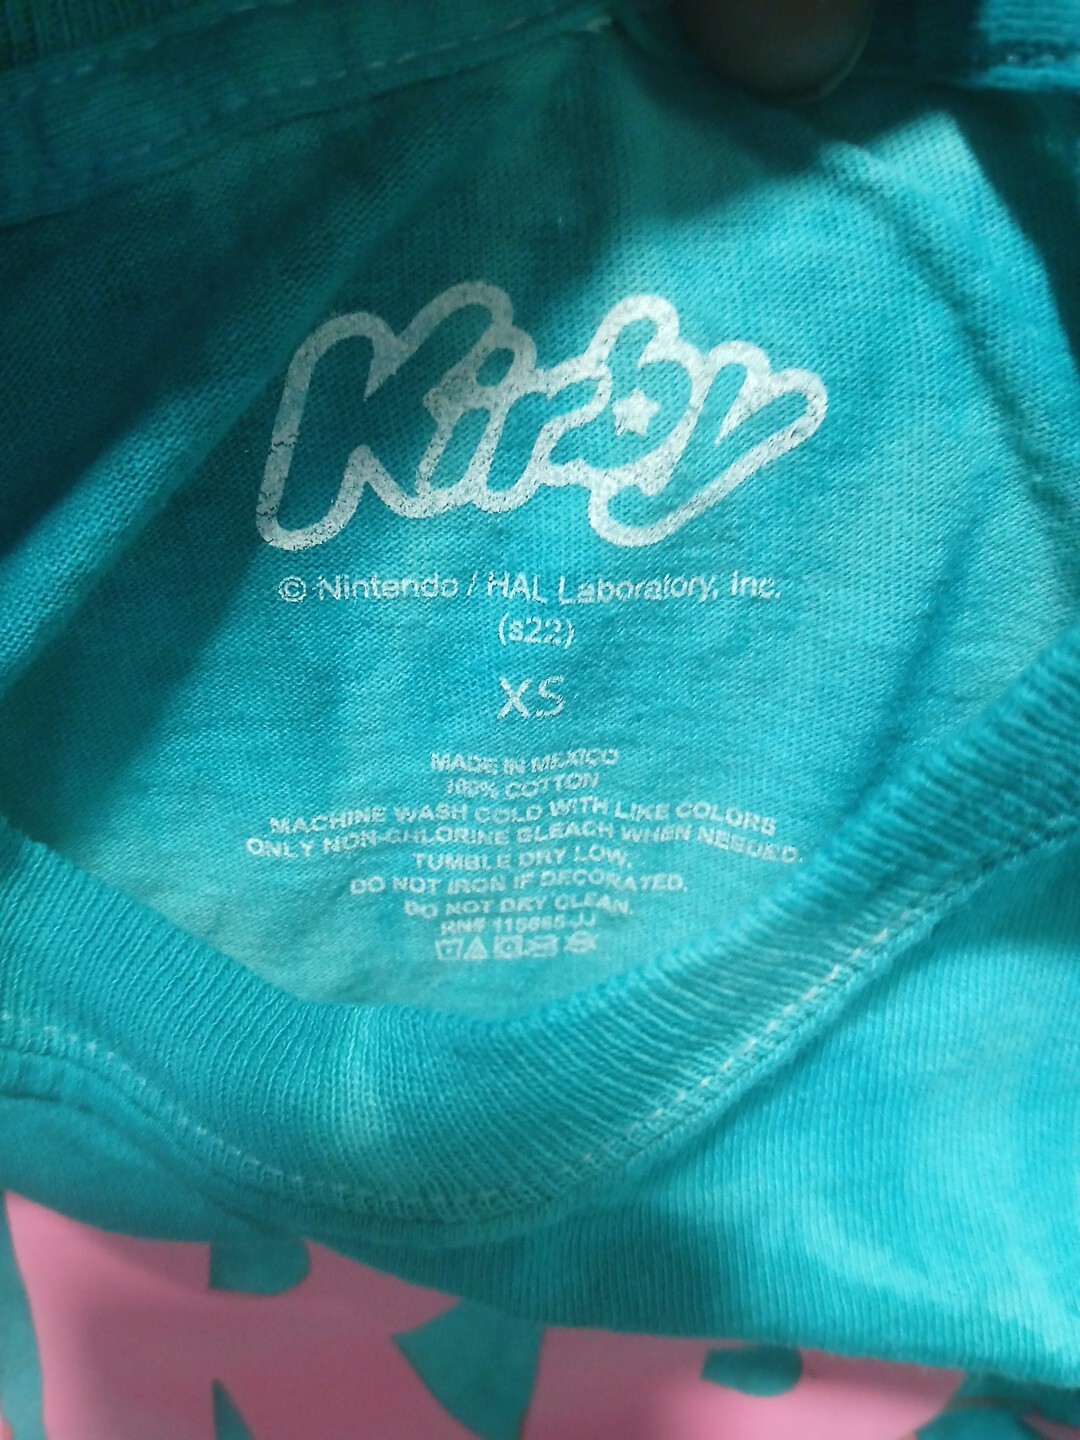 Kirby
© Nintendo / HAL Laboratory, Inc.
(s22)
XS
MADE IN MEXICO
100% COTTON
MACHINE WASH COLD WITH LIKE COLORS
ONLY NON-CHLORINE BLEACH WHEN NEEDED.
TUMBLE DRY LOW.
DO NOT IRON IF DECORATED.
DO NOT DRY CLEAN.
RN#